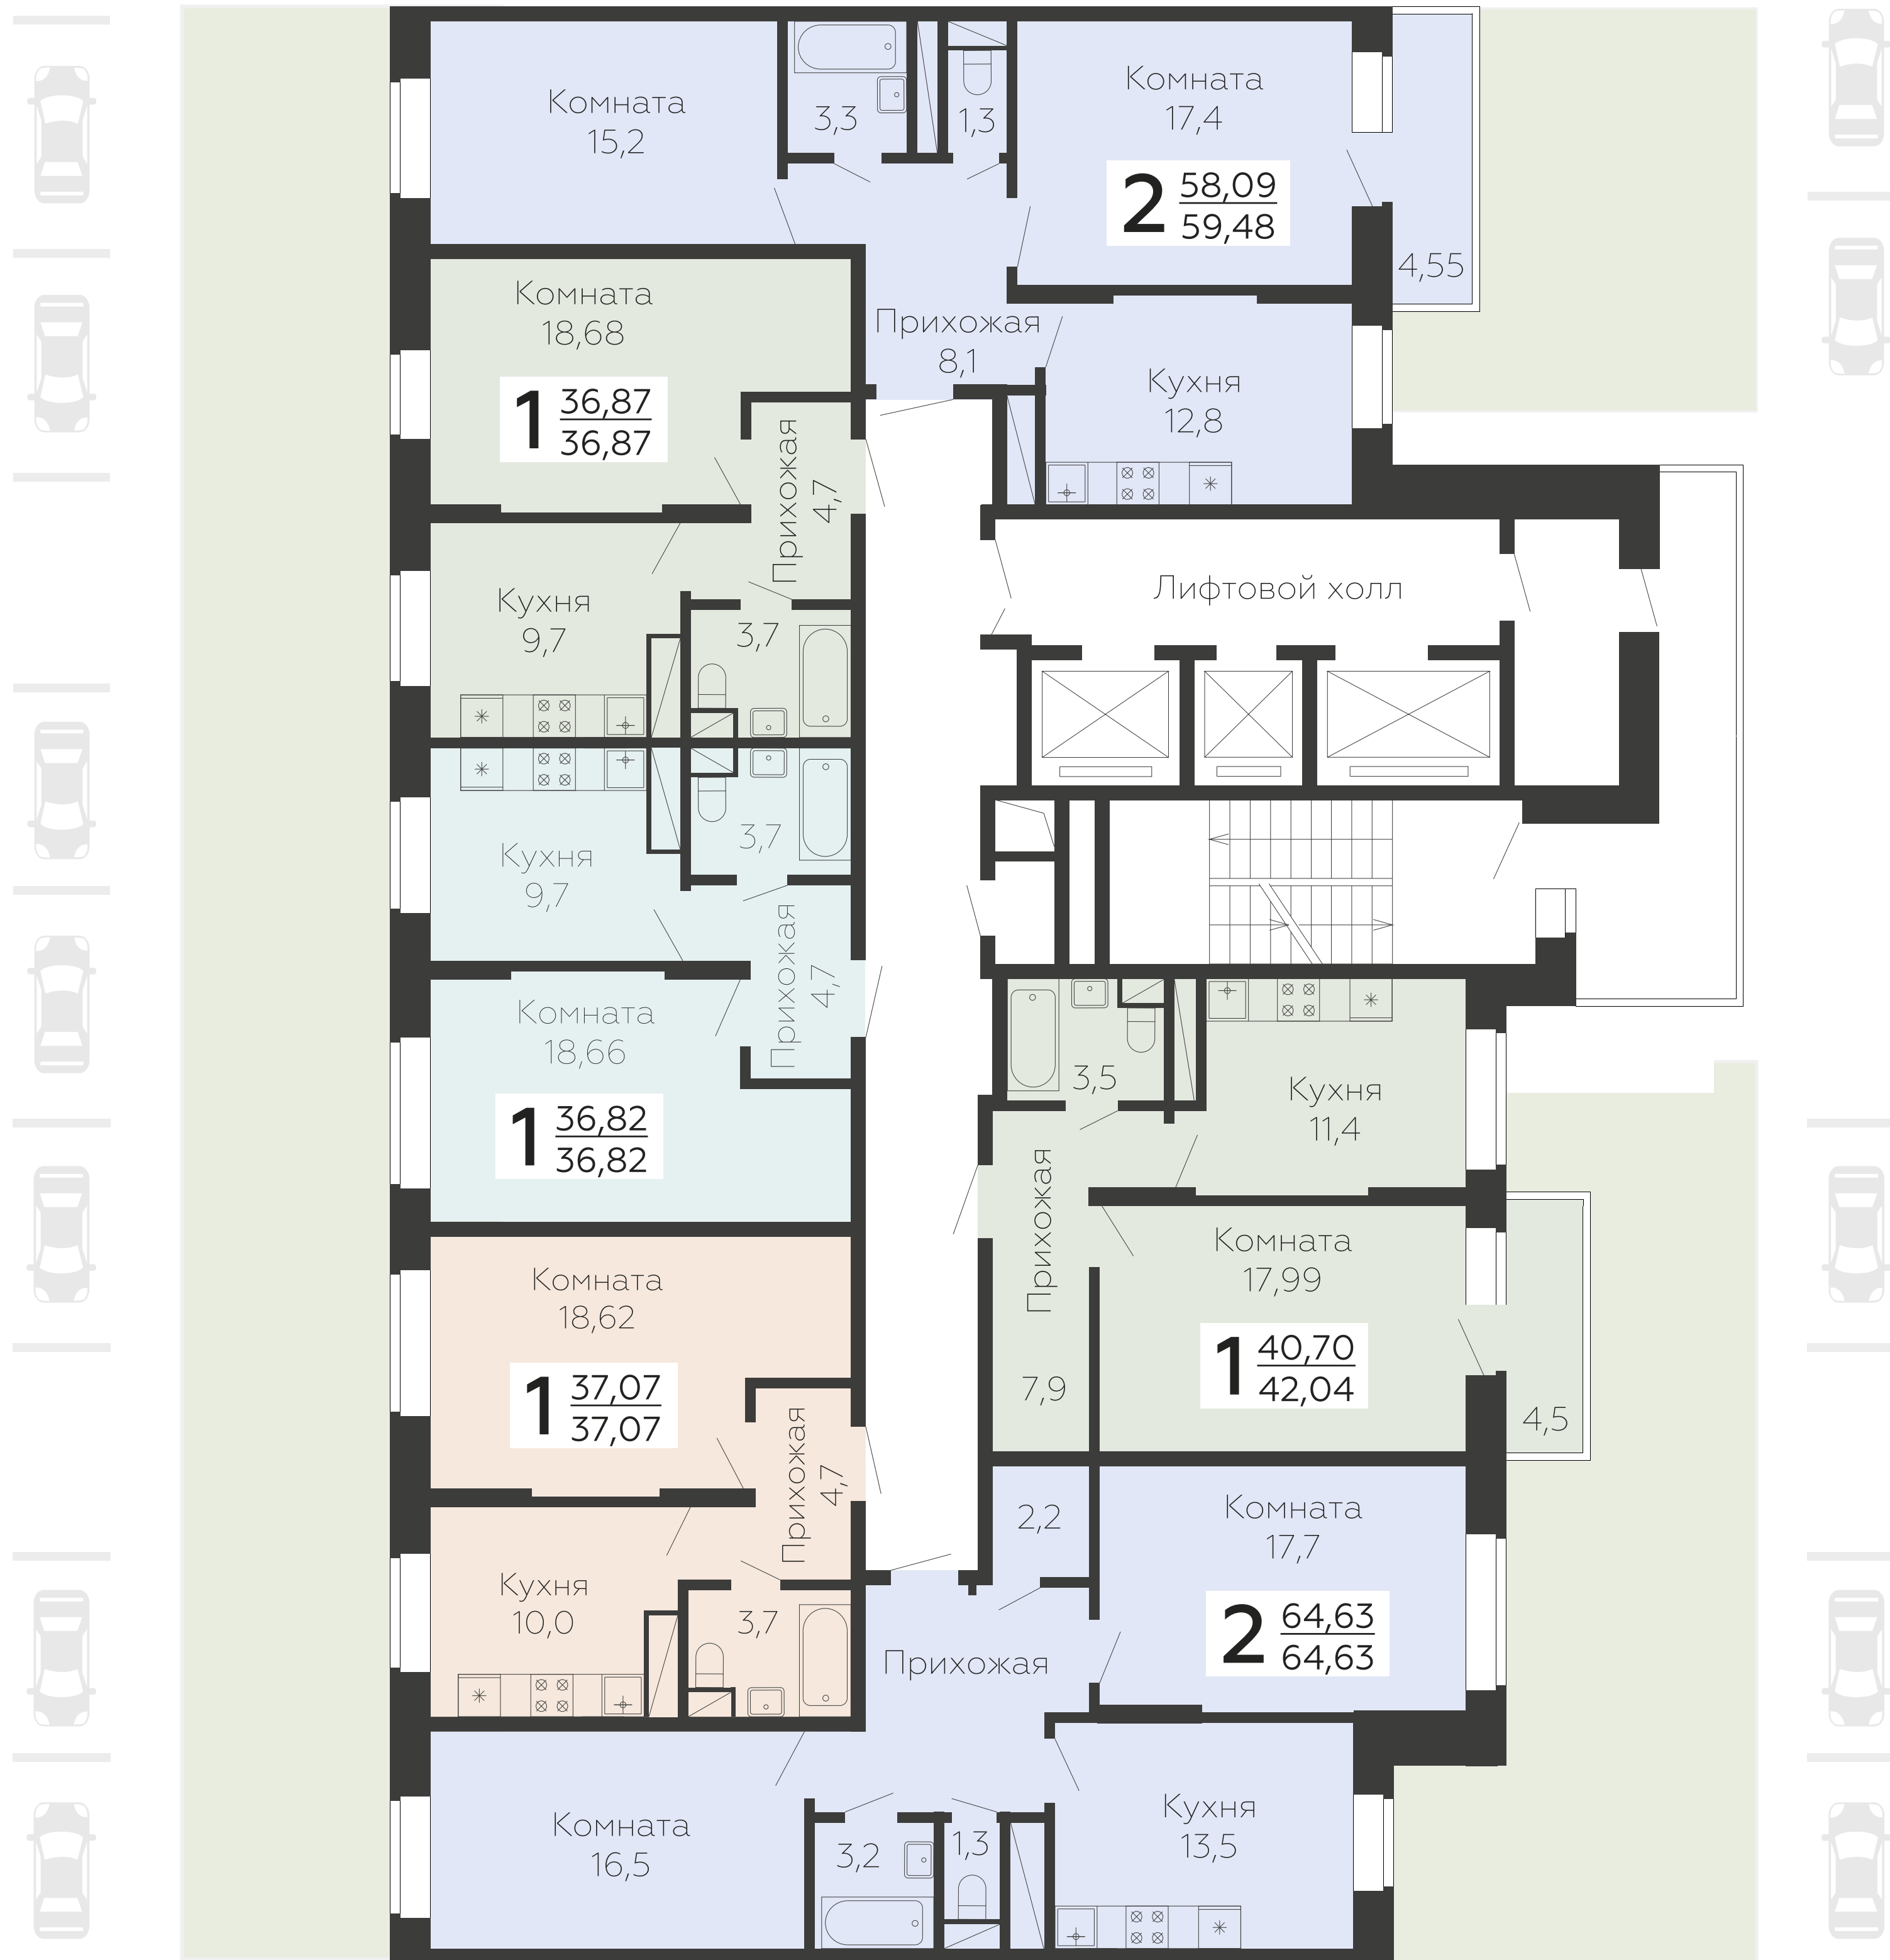 Комната
15,2
3,3
1,3
Комната
17,4
2
58,09
59,48
4,55
Прихожая
8,1
Кухня
12,8
Комната
18,68
1
36,87
36,87
Прихожая
4,7
Кухня
9,7
3,7
Лифтовой холл
Кухня
9,7
3,7
Прихожая
4,7
Комната
18,66
1
36,82
36,82
3,5
Кухня
11,4
Прихожая
7,9
Комната
17,99
1
40,70
42,04
4,5
Комната
18,62
1
37,07
37,07
Прихожая
4,7
Кухня
10,0
3,7
2,2
Комната
17,7
2
64,63
64,63
Прихожая
Комната
16,5
3,2
1,3
Кухня
13,5